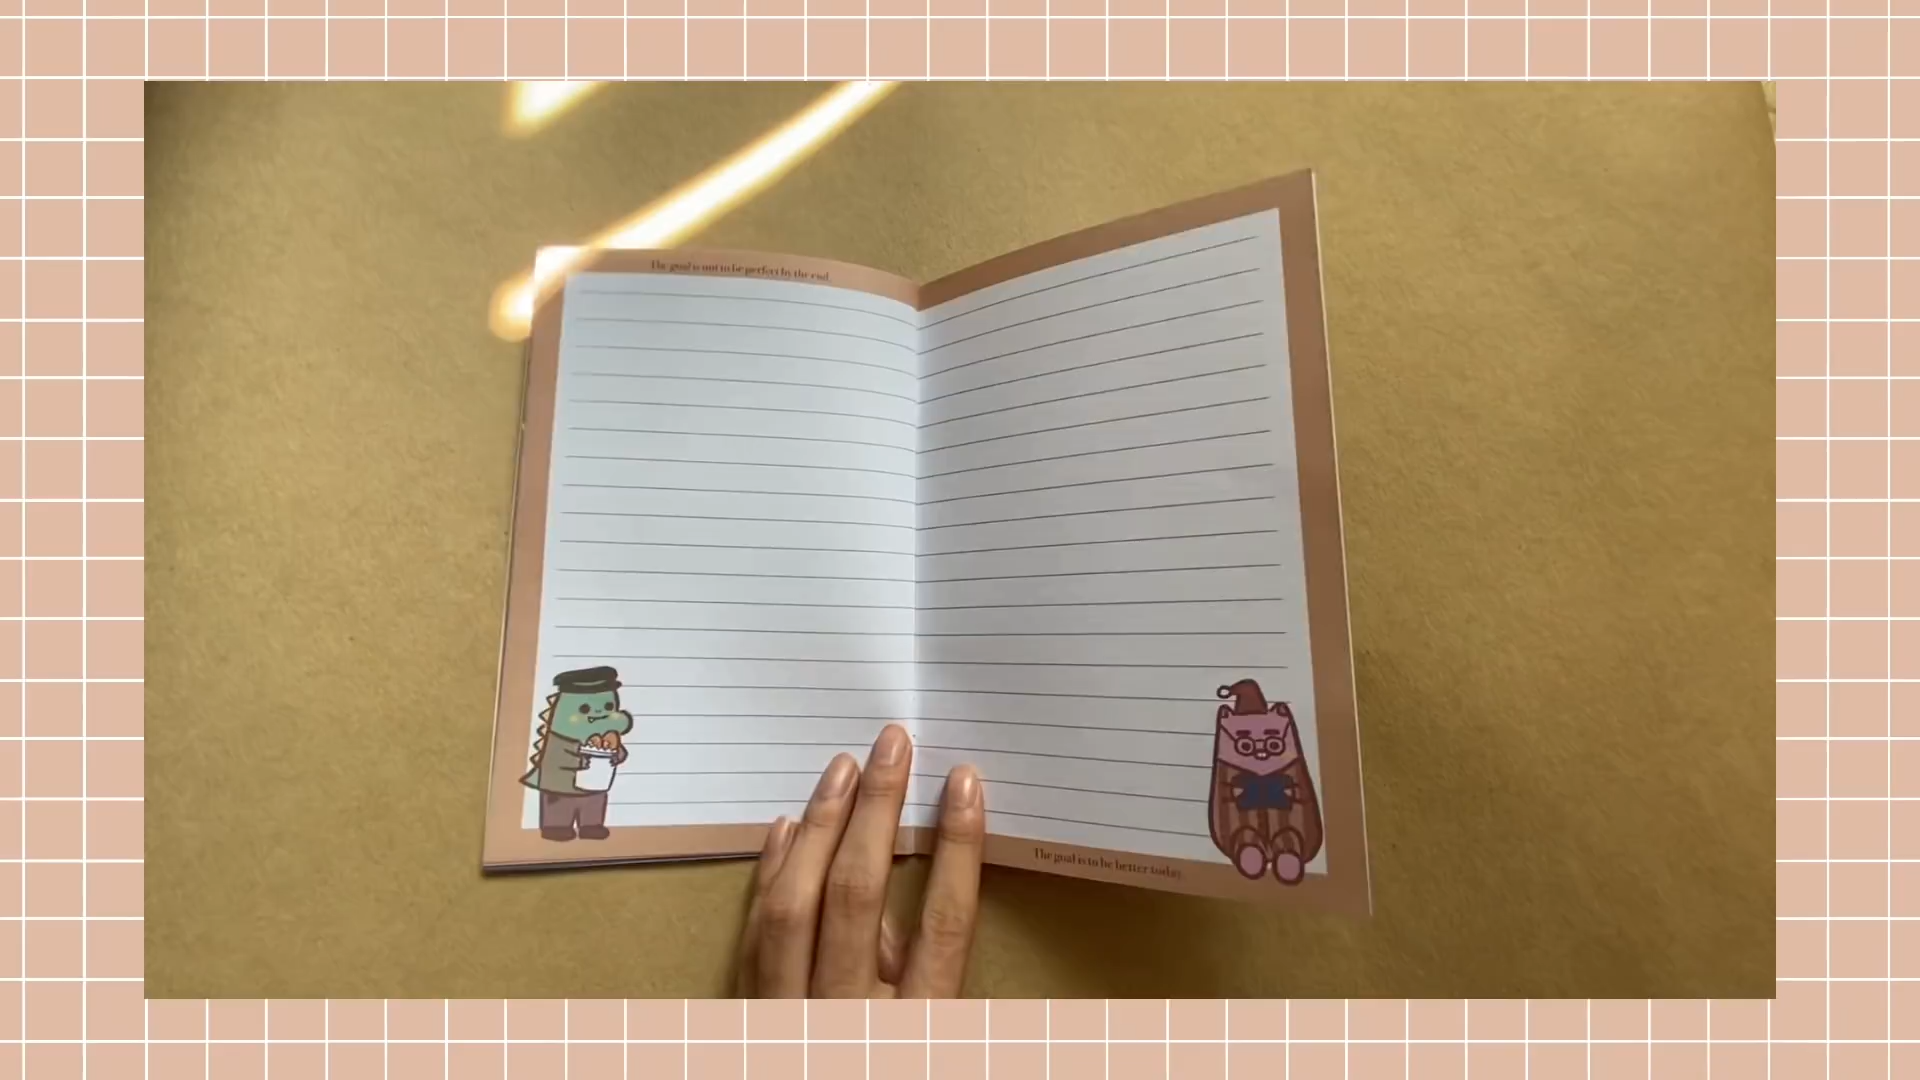 The goal is not to be perfect by the end.
The goal is to be better today.